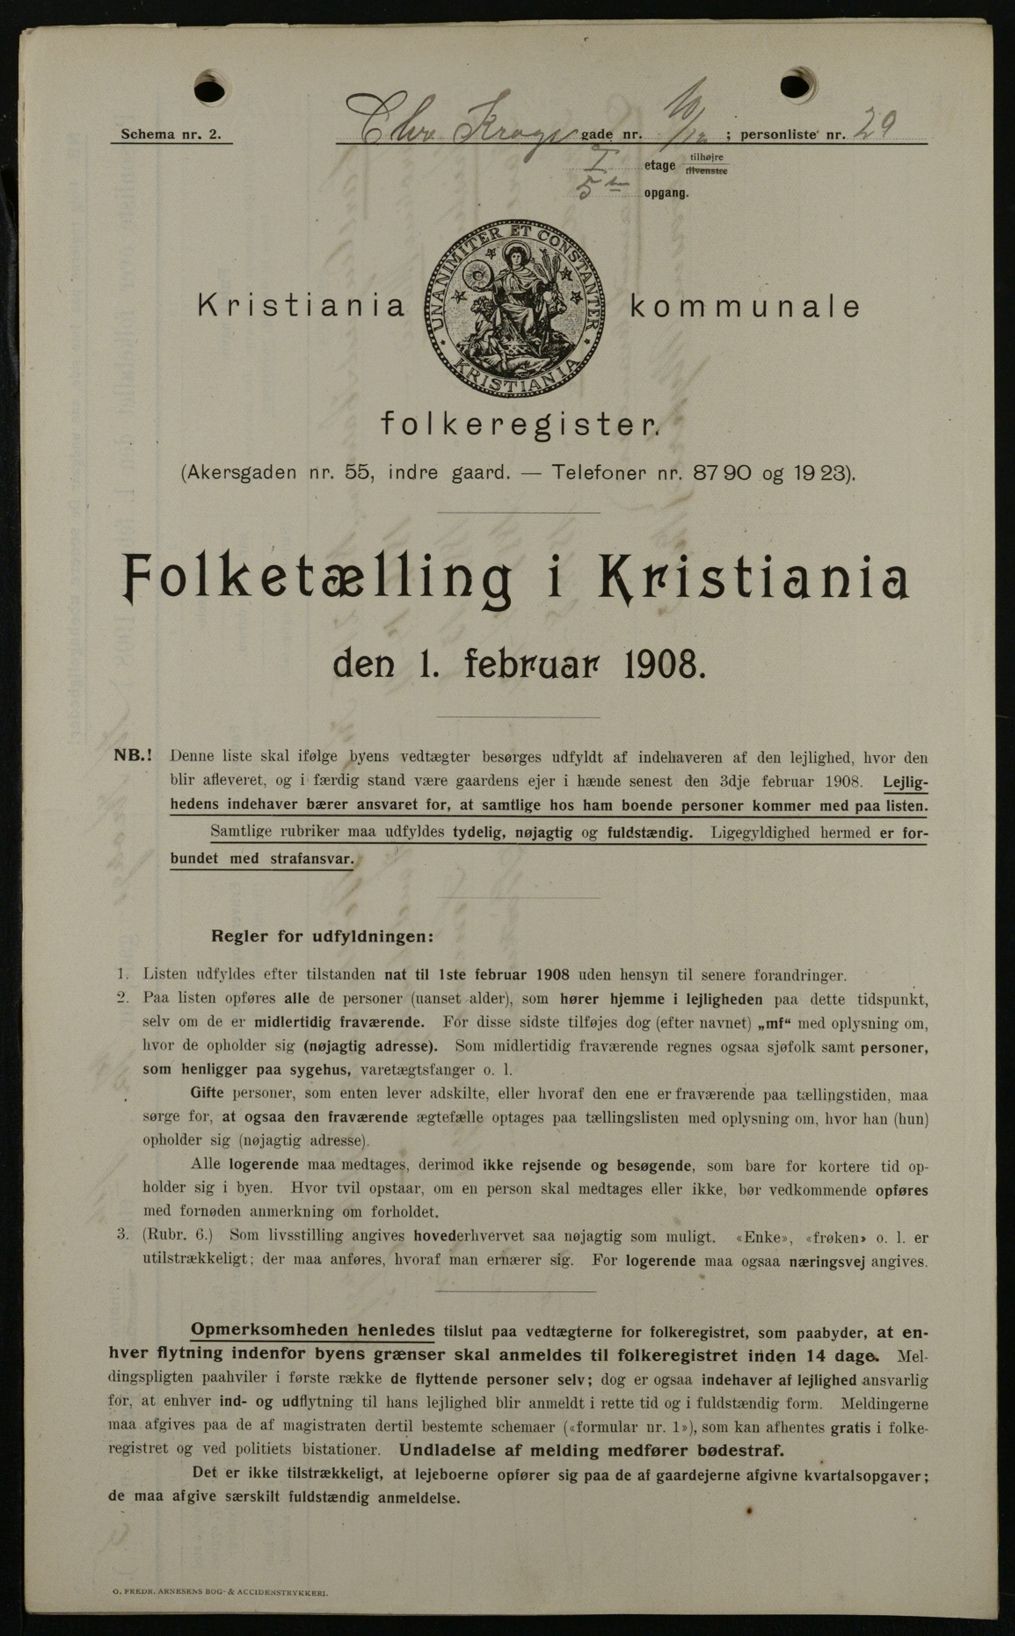 Schema nr. 2.
Chr. Krogs gade nr. 10/12; personliste nr. 29
I etage tilhøjre tilvenstre
5te opgang.
UNANIMITER ET CONSTANTER
KRISTIANIA
Kristiania kommunale
folkeregister.
(Akersgaden nr. 55, indre gaard. — Telefoner nr. 8790 og 1923).
Folketælling i Kristiania
den 1. februar 1908.
NB.! Denne liste skal ifølge byens vedtægter besørges udfyldt af indehaveren af den lejlighed, hvor den
blir afleveret, og i færdig stand være gaardens ejer i hænde senest den 3dje februar 1908. Lejlig-
hedens indehaver bærer ansvaret for, at samtlige hos ham boende personer kommer med paa listen.
Samtlige rubriker maa udfyldes tydelig, nøjagtig og fuldstændig. Ligegyldighed hermed er for-
bundet med strafansvar.
Regler for udfyldningen:
1. Listen udfyldes efter tilstanden nat til 1ste februar 1908 uden hensyn til senere forandringer.
2. Paa listen opføres alle de personer (uanset alder), som hører hjemme i lejligheden paa dette tidspunkt,
selv om de er midlertidig fraværende. For disse sidste tilføjes dog (efter navnet) „mf“ med oplysning om,
hvor de opholder sig (nøjagtig adresse). Som midlertidig fraværende regnes ogsaa sjøfolk samt personer,
som henligger paa sygehus, varetægtsfanger o. l.
Gifte personer, som enten lever adskilte, eller hvoraf den ene er fraværende paa tællingstiden, maa
sørge for, at ogsaa den fraværende ægtefælle optages paa tællingslisten med oplysning om, hvor han (hun)
opholder sig (nøjagtig adresse).
Alle logerende maa medtages, derimod ikke rejsende og besøgende, som bare for kortere tid op-
holder sig i byen. Hvor tvil opstaar, om en person skal medtages eller ikke, bør vedkommende opføres
med fornøden anmerkning om forholdet.
3. (Rubr. 6.) Som livsstilling angives hovederhvervet saa nøjagtig som muligt. «Enke», «frøken» o. l. er
utilstrækkeligt; der maa anføres, hvoraf man ernærer sig. For logerende maa ogsaa næringsvej angives.
Opmerksomheden henledes tilslut paa vedtægterne for folkeregistret, som paabyder, at en-
hver flytning indenfor byens grænser skal anmeldes til folkeregistret inden 14 dage. Mel-
dingspligten paahviler i første række de flyttende personer selv; dog er ogsaa indehaver af lejlighed ansvarlig
for, at enhver ind- og udflytning til hans lejlighed blir anmeldt i rette tid og i fuldstændig form. Meldingerne
maa afgives paa de af magistraten dertil bestemte schemaer («formular nr. 1»), som kan afhentes gratis i folke-
registret og ved politiets bistationer. Undladelse af melding medfører bødestraf.
Det er ikke tilstrækkeligt, at lejeboerne opfører sig paa de af gaardejerne afgivne kvartalsopgaver;
de maa afgive særskilt fuldstændig anmeldelse.
O. FREDR. ARNESENS BOG- & ACCIDENSTRYKKERI.